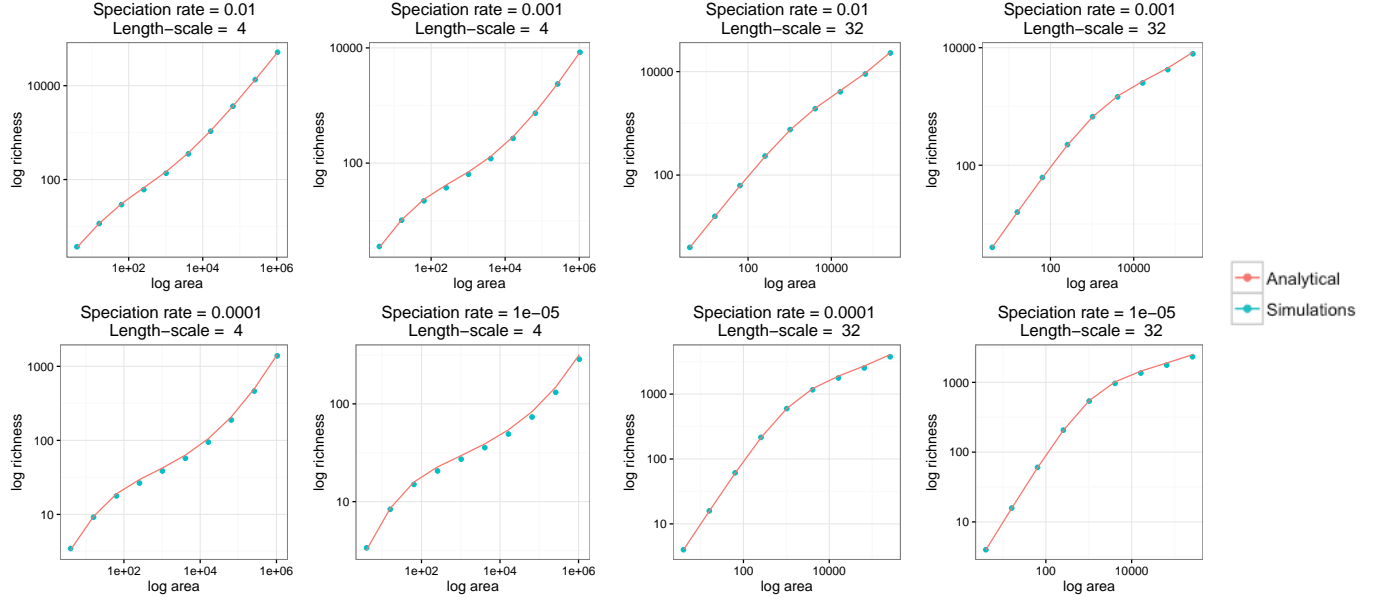 Speciation rate = 0.01
Length−scale = 4
10000
100
log richness
1e+02
1e+04
1e+06
log area
Speciation rate = 0.001
Length−scale = 4
10000
100
log richness
1e+02
1e+04
1e+06
log area
Speciation rate = 0.01
Length−scale = 32
10000
100
log richness
100
10000
log area
Speciation rate = 0.001
Length−scale = 32
10000
100
log richness
100
10000
log area
Analytical
Simulations
Speciation rate = 0.0001
Length−scale = 4
1000
100
10
log richness
1e+02
1e+04
1e+06
log area
Speciation rate = 1e−05
Length−scale = 4
100
10
log richness
1e+02
1e+04
1e+06
log area
Speciation rate = 0.0001
Length−scale = 32
1000
100
10
log richness
100
10000
log area
Speciation rate = 1e−05
Length−scale = 32
1000
100
10
log richness
100
10000
log area